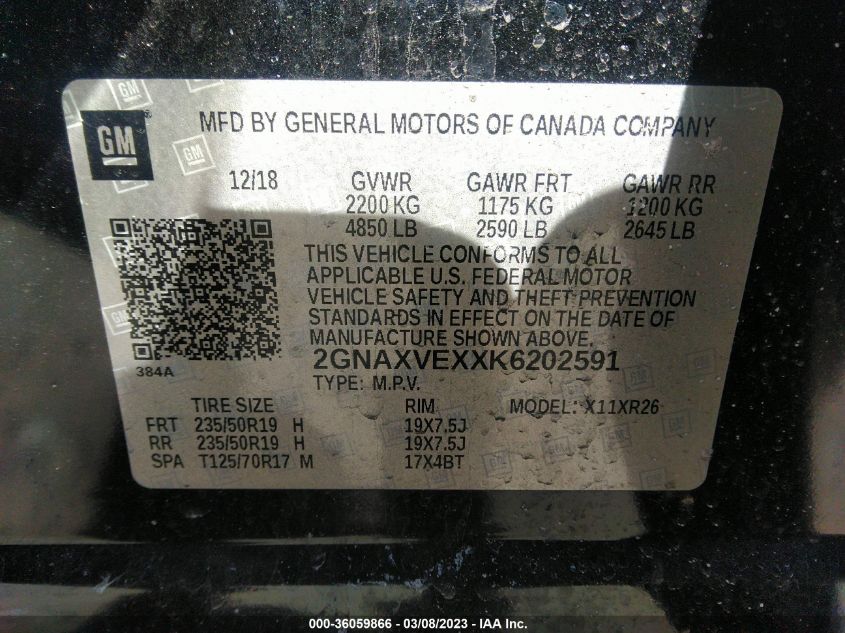 GM
®
MFD BY GENERAL MOTORS OF CANADA COMPANY
12/18 GVWR GAWR FRT GAWR RR
2200 KG 1175 KG 1200 KG
4850 LB 2590 LB 2645 LB
THIS VEHICLE CONFORMS TO ALL
APPLICABLE U.S. FEDERAL MOTOR
VEHICLE SAFETY AND THEFT PREVENTION
STANDARDS IN EFFECT ON THE DATE OF
MANUFACTURE SHOWN ABOVE.
2GNAXVEXXK6202591
384A
TYPE: M.P.V.
TIRE SIZE RIM MODEL: X11XR26
FRT 235/50R19 H 19X7.5J
RR 235/50R19 H 19X7.5J
SPA T125/70R17 M 17X4BT
000-36059866 - 03/08/2023 - IAA Inc.